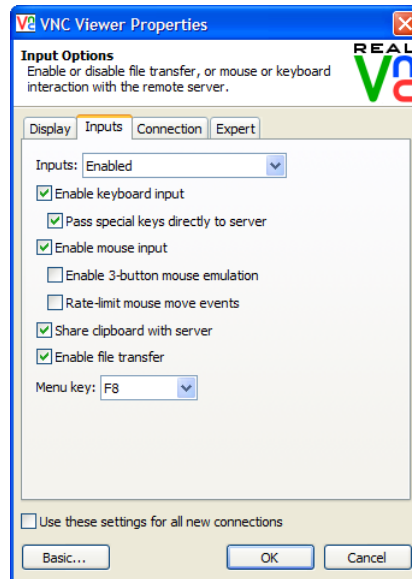 VNC Viewer Properties
Input Options
Enable or disable file transfer, or mouse or keyboard
interaction with the remote server.
REAL
VNC
Display Inputs Connection Expert
Inputs: Enabled
Enable keyboard input
Pass special keys directly to server
Enable mouse input
Enable 3-button mouse emulation
Rate-limit mouse move events
Share clipboard with server
Enable file transfer
Menu key: F8
Use these settings for all new connections
Basic... OK Cancel